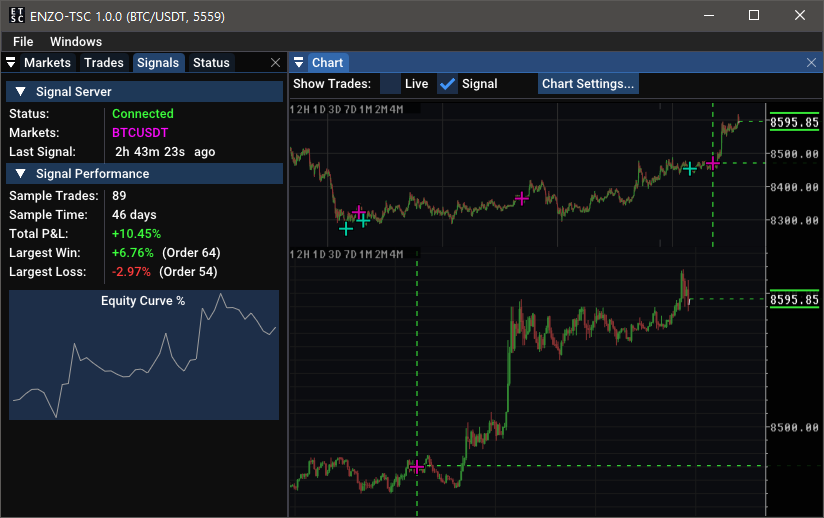 ET
SC
ENZO-TSC 1.0.0 (BTC/USDT, 5559)
File Windows
Markets Trades Signals Status
Signal Server
Status: Connected
Markets: BTCUSDT
Last Signal: 2h 43m 23s ago
Signal Performance
Sample Trades: 89
Sample Time: 46 days
Total P&L: +10.45%
Largest Win: +6.76% (Order 64)
Largest Loss: -2.97% (Order 54)
Equity Curve %
Chart
Show Trades: Live Signal Chart Settings...
12H 1D 3D 7D 1M 2M 4M
8595.85
8500.00
8400.00
8300.00
12H 1D 3D 7D 1M 2M 4M
8595.85
8500.00